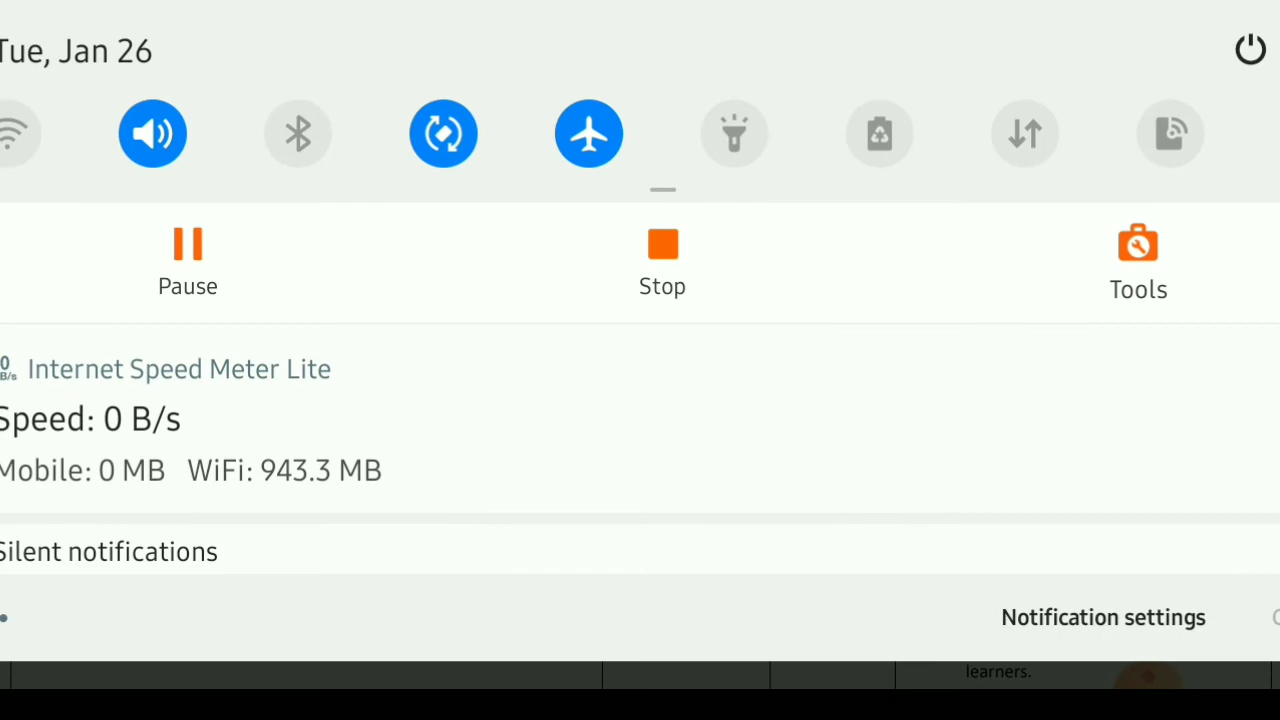 Tue, Jan 26
Pause
Stop
Tools
0 B/s Internet Speed Meter Lite
Speed: 0 B/s
Mobile: 0 MB WiFi: 943.3 MB
Silent notifications
Notification settings
learners.